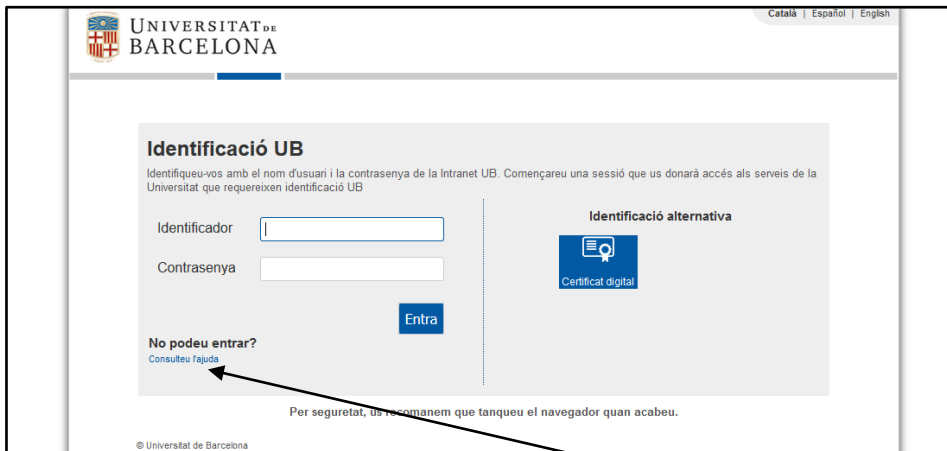 Català | Español | English
UNIVERSITAT DE
BARCELONA
Identificació UB
Identifiqueu-vos amb el nom d'usuari i la contrasenya de la Intranet UB. Començareu una sessió que us donarà accés als serveis de la
Universitat que requereixen identificació UB
Identificador
Contrasenya
Entra
No podeu entrar?
Consulteu l'ajuda
Identificació alternativa
Certificat digital
Per seguretat, us recomanem que tanqueu el navegador quan acabeu.
© Universitat de Barcelona